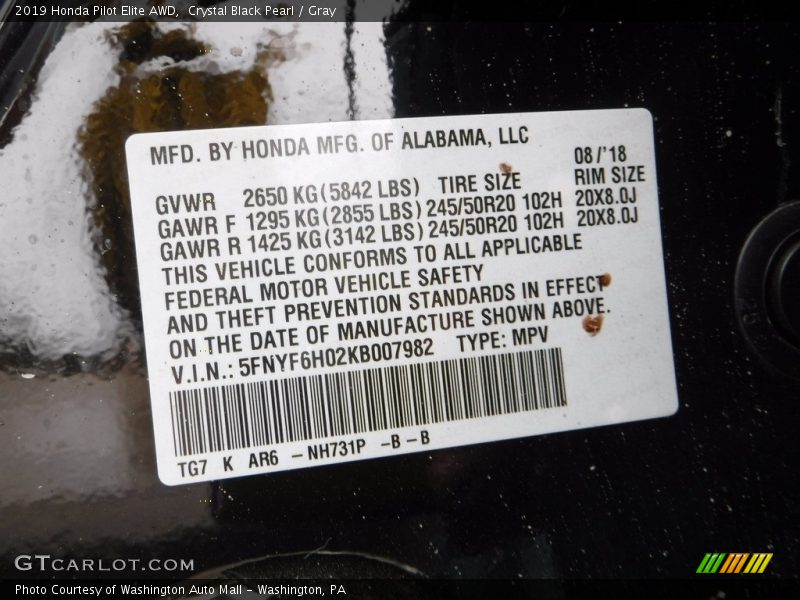 2019 Honda Pilot Elite AWD,  Crystal Black Pearl / Gray
MFD. BY HONDA MFG. OF ALABAMA, LLC 08/'18
GVWR 2650 KG(5842 LBS) TIRE SIZE RIM SIZE
GAWR F 1295 KG(2855 LBS) 245/50R20 102H 20X8.0J
GAWR R 1425 KG(3142 LBS) 245/50R20 102H 20X8.0J
THIS VEHICLE CONFORMS TO ALL APPLICABLE
FEDERAL MOTOR VEHICLE SAFETY
AND THEFT PREVENTION STANDARDS IN EFFECT
ON THE DATE OF MANUFACTURE SHOWN ABOVE.
V.I.N.: 5FNYF6H02KB007982 TYPE: MPV
TG7 K AR6 – NH731P –B –B
GTCARLOT.COM
Photo Courtesy of Washington Auto Mall - Washington, PA